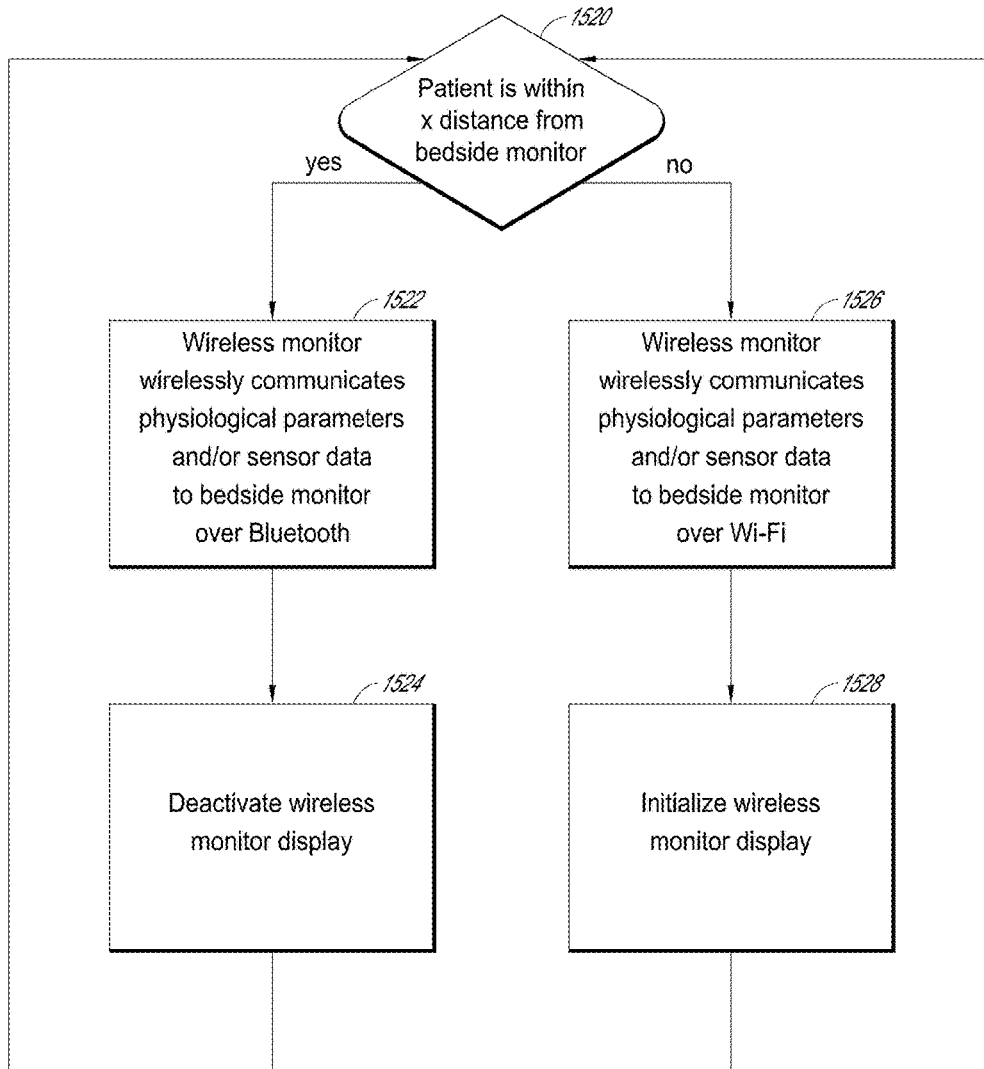 1520
Patient is within
x distance from
bedside monitor
yes
no
1522
Wireless monitor
wirelessly communicates
physiological parameters
and/or sensor data
to bedside monitor
over Bluetooth
1526
Wireless monitor
wirelessly communicates
physiological parameters
and/or sensor data
to bedside monitor
over Wi-Fi
1524
Deactivate wireless
monitor display
1528
Initialize wireless
monitor display